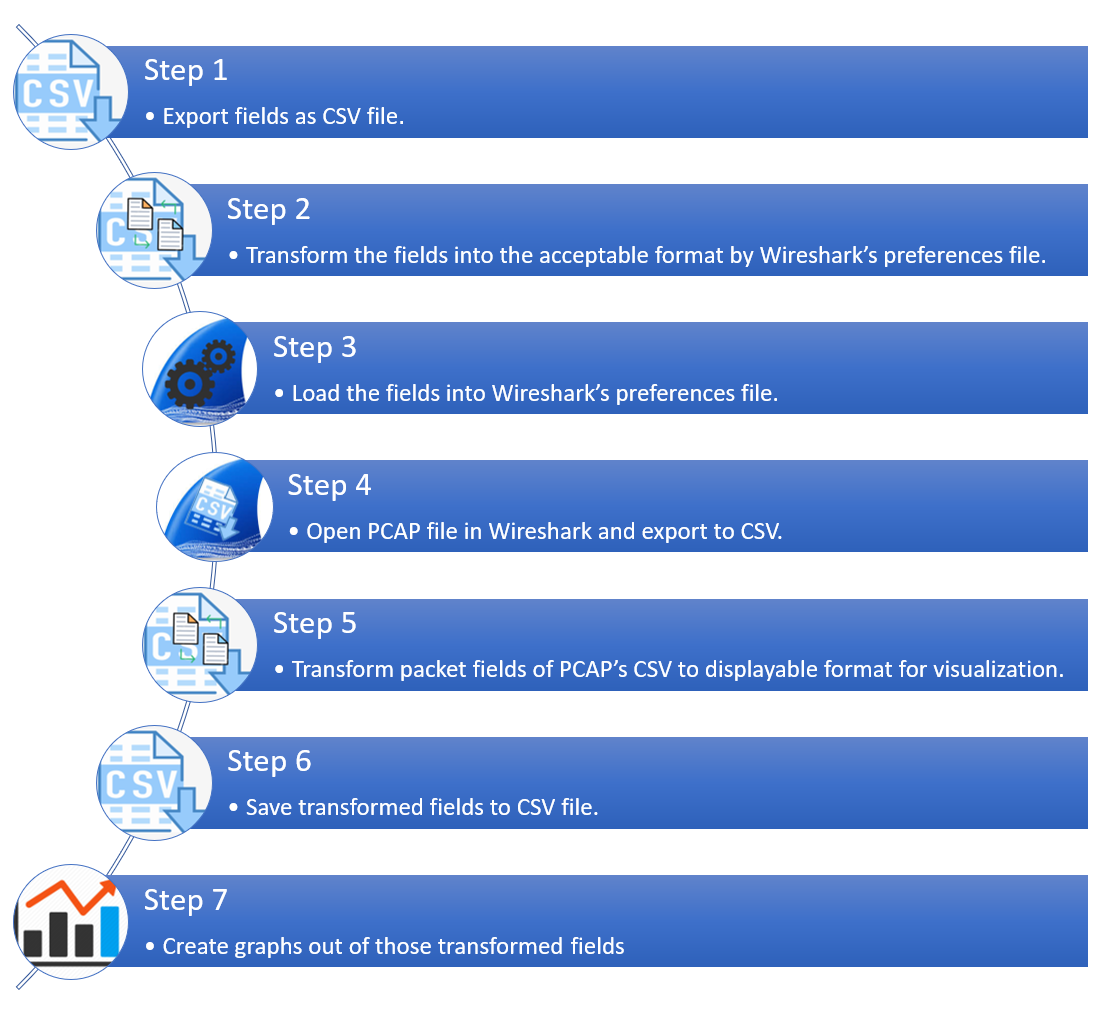 CSV
Step 1
• Export fields as CSV file.
Step 2
• Transform the fields into the acceptable format by Wireshark’s preferences file.
Step 3
• Load the fields into Wireshark’s preferences file.
CSV
Step 4
• Open PCAP file in Wireshark and export to CSV.
Step 5
• Transform packet fields of PCAP’s CSV to displayable format for visualization.
CSV
Step 6
• Save transformed fields to CSV file.
Step 7
• Create graphs out of those transformed fields